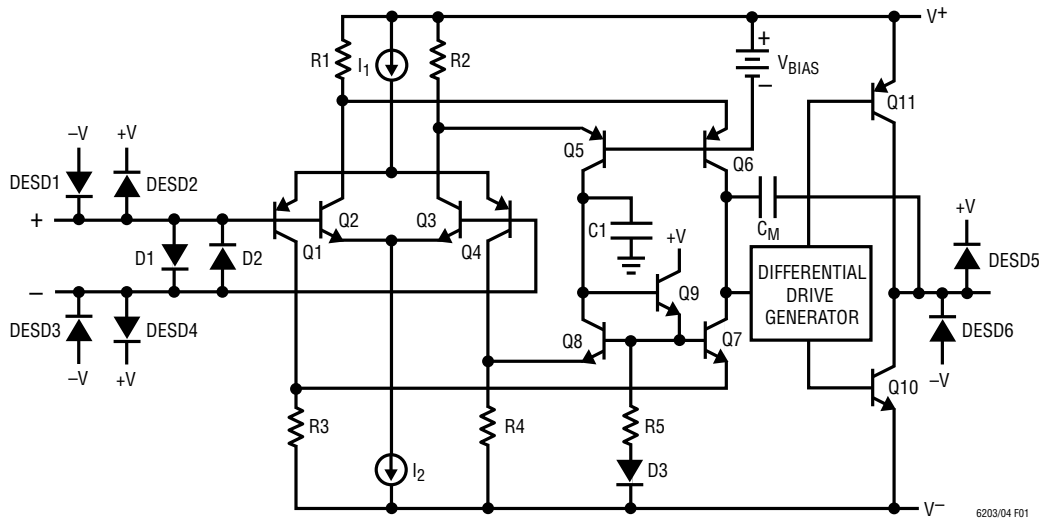 V+
+
R1
I1
R2
VBIAS
–
Q11
–V
+V
Q5
Q6
DESD1
DESD2
+
Q2
Q3
C1
CM
+V
Q1
Q4
+V
D1
D2
DIFFERENTIAL
DRIVE
GENERATOR
DESD5
–
Q9
DESD3
DESD4
Q8
Q7
DESD6
–V
+V
–V
Q10
R3
R4
R5
I2
D3
V–
6203/04 F01